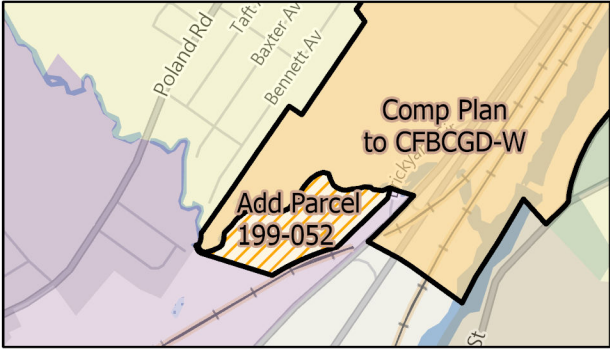 Poland Rd
Taft
Baxter Av
Bennett Av
Comp Plan
to CFBCGD-W
Add Parcel
199-052
St